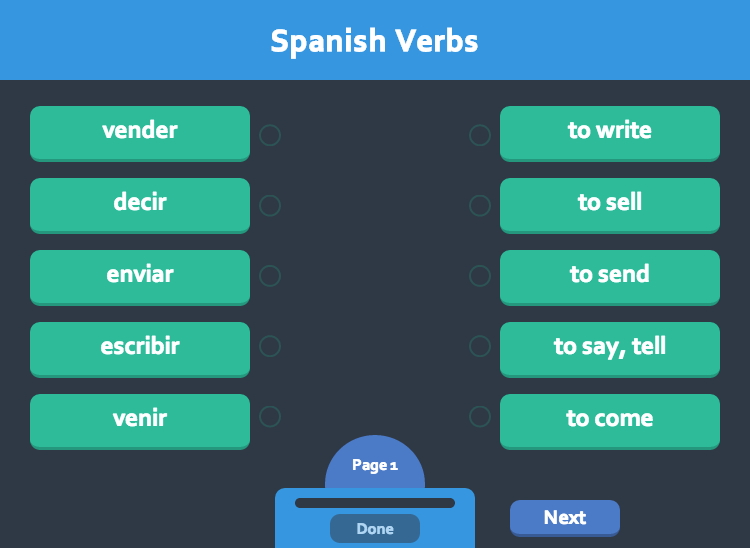 Spanish Verbs
vender
to write
decir
to sell
enviar
to send
escribir
to say, tell
venir
to come
Page 1
Done
Next